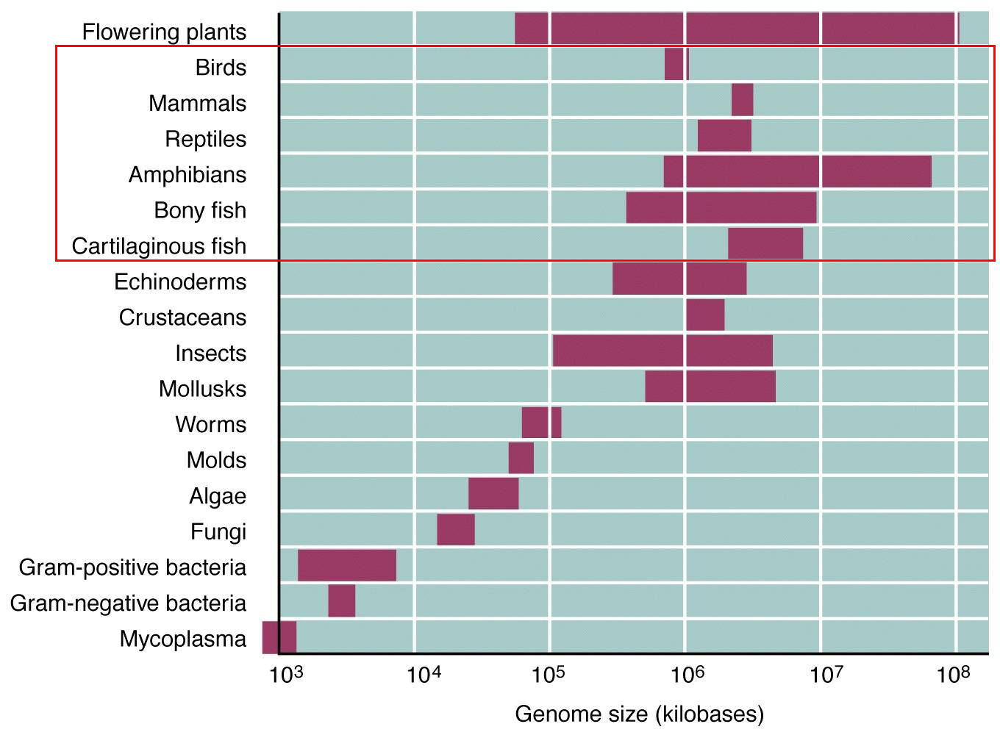 Flowering plants
Birds
Mammals
Reptiles
Amphibians
Bony fish
Cartilaginous fish
Echinoderms
Crustaceans
Insects
Mollusks
Worms
Molds
Algae
Fungi
Gram-positive bacteria
Gram-negative bacteria
Mycoplasma
10³ 10⁴ 10⁵ 10⁶ 10⁷ 10⁸
Genome size (kilobases)